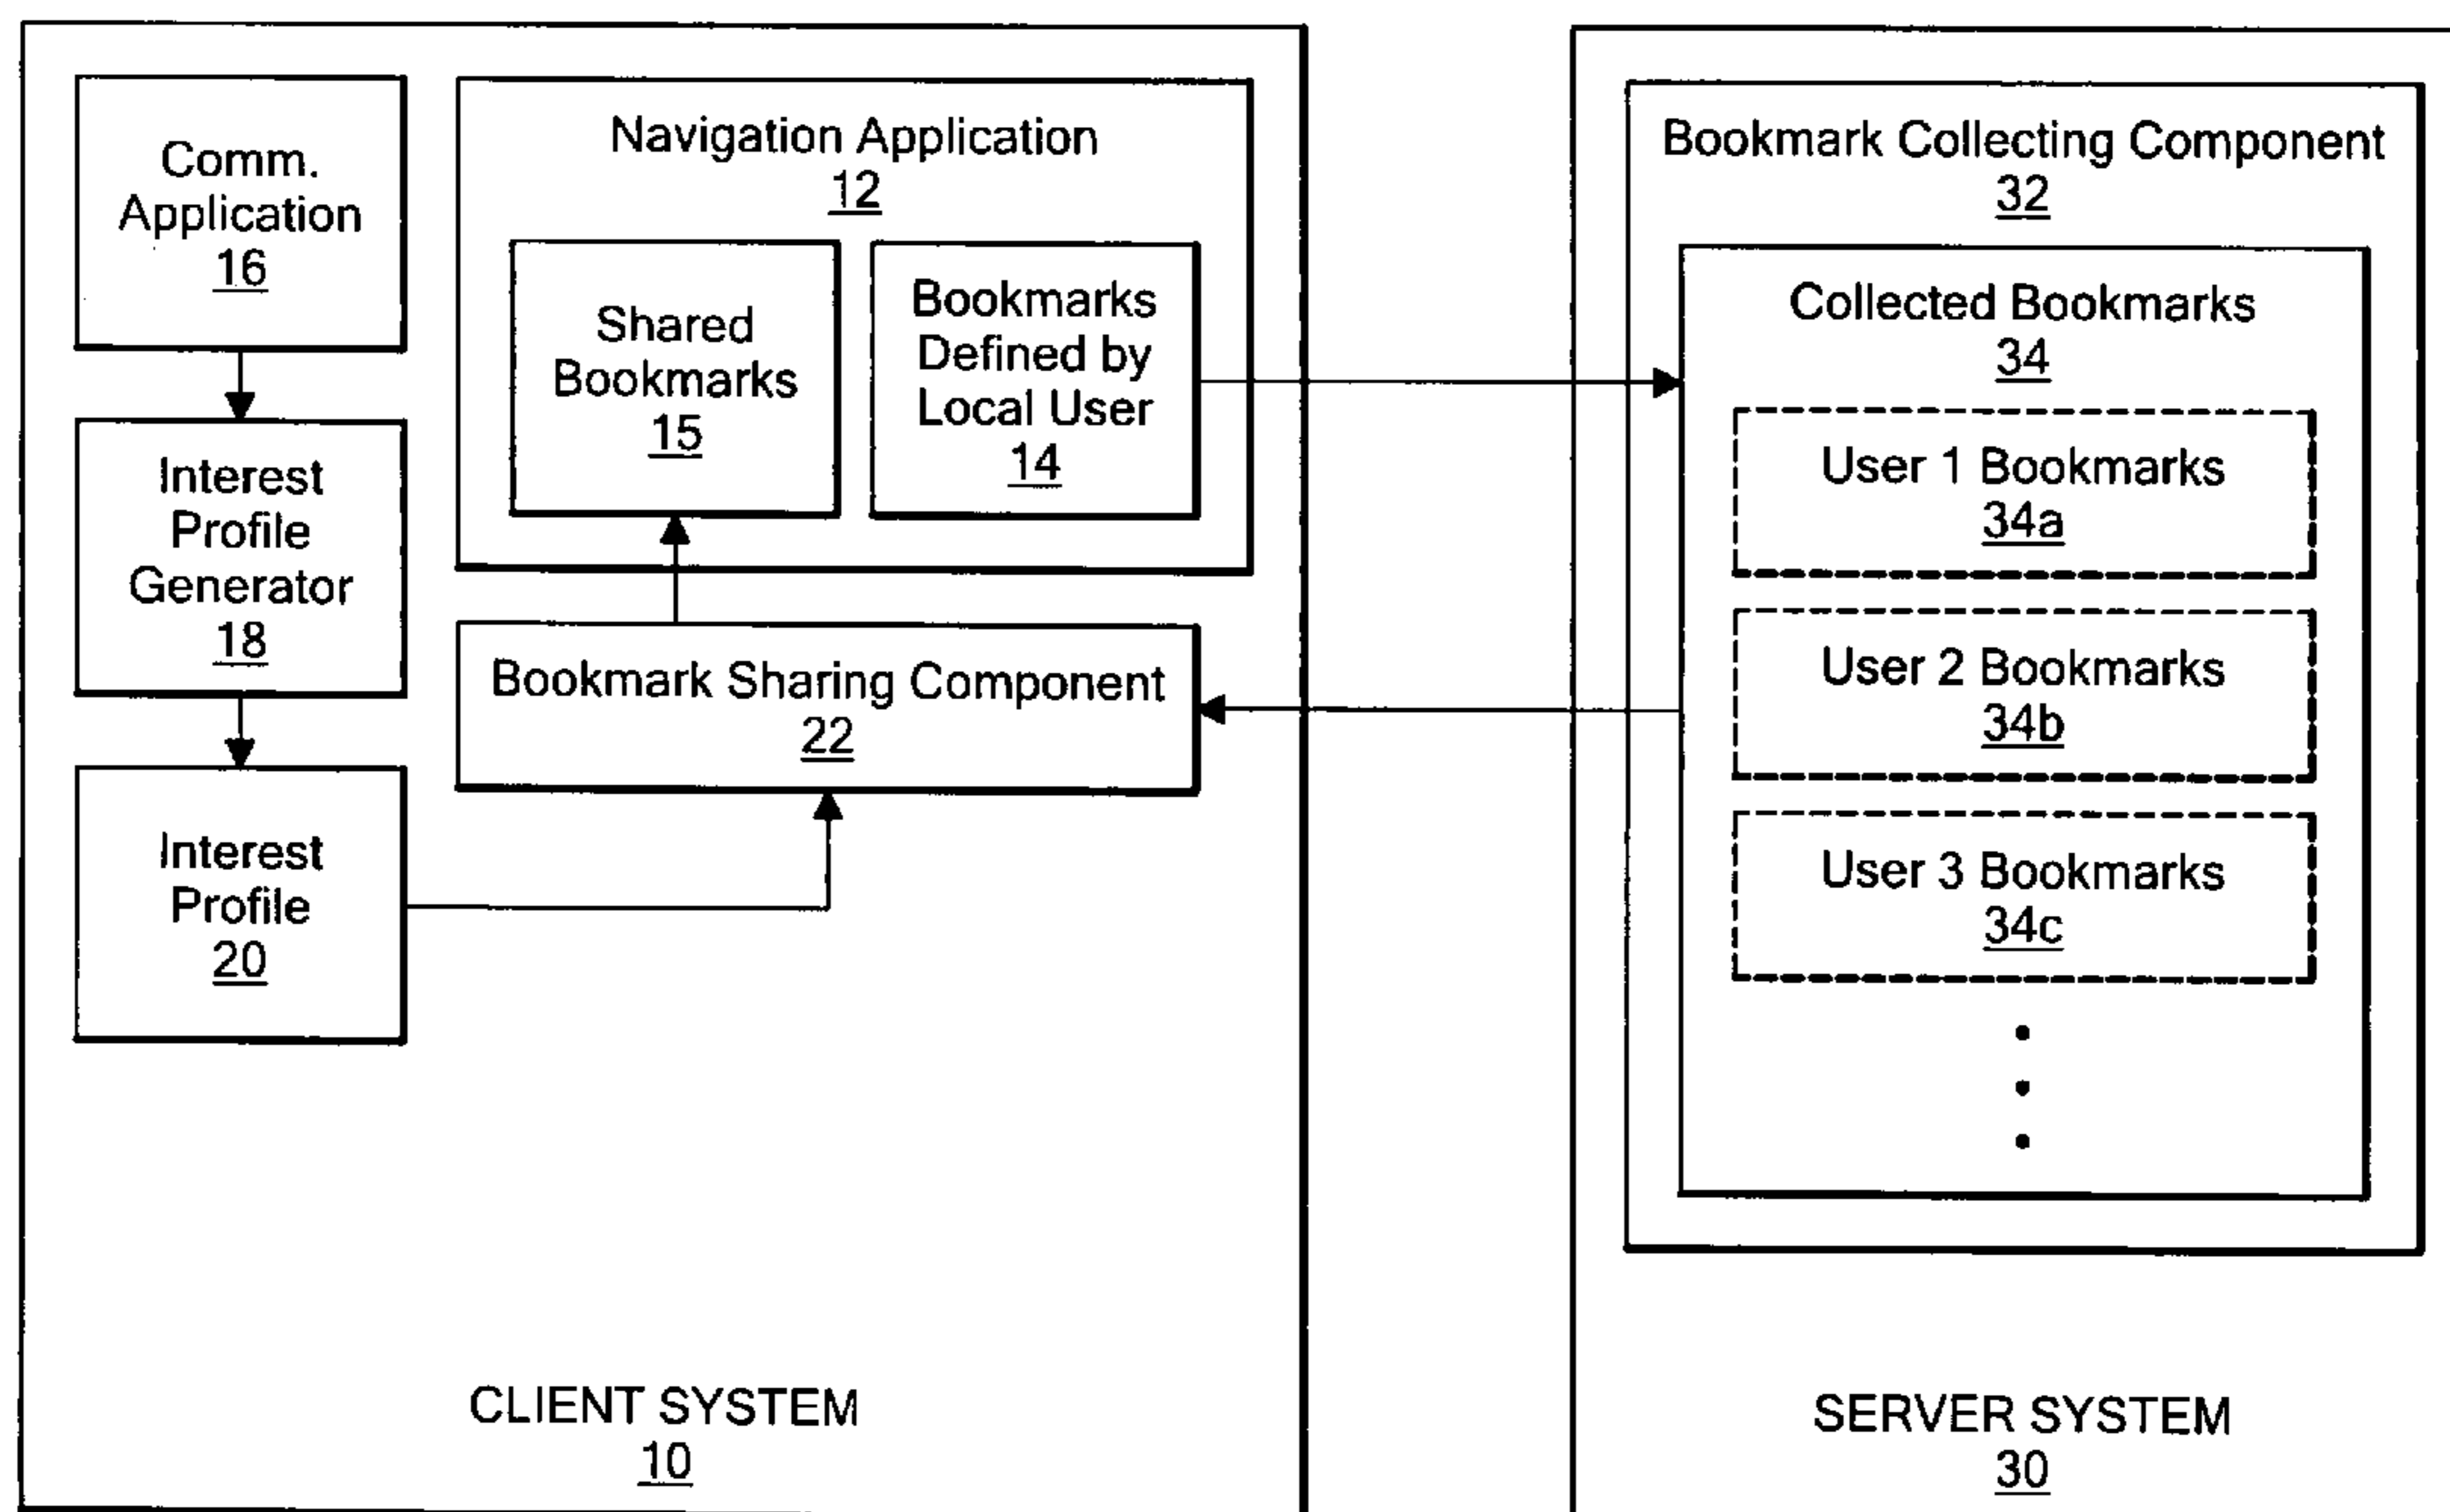 Comm.
Application
16
Interest
Profile
Generator
18
Interest
Profile
20
Navigation Application
12
Shared
Bookmarks
15
Bookmarks
Defined by
Local User
14
Bookmark Sharing Component
22
CLIENT SYSTEM
10
Bookmark Collecting Component
32
Collected Bookmarks
34
User 1 Bookmarks
34a
User 2 Bookmarks
34b
User 3 Bookmarks
34c
SERVER SYSTEM
30